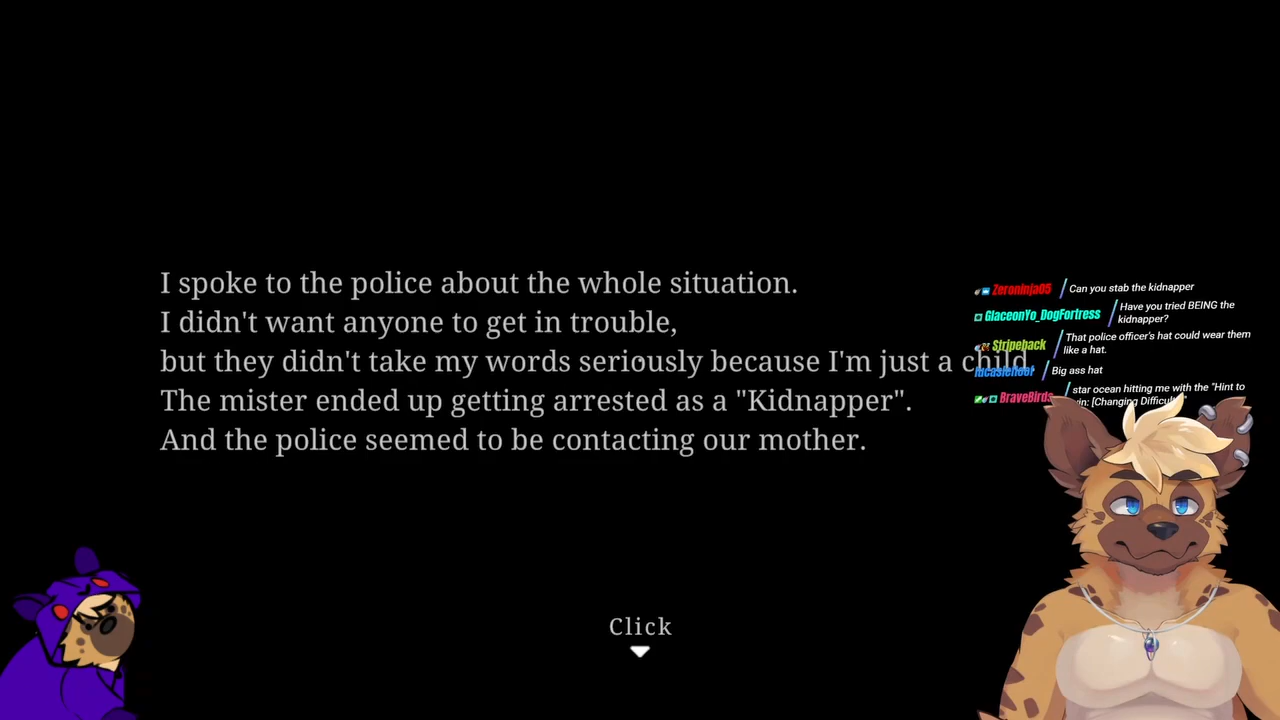 I spoke to the police about the whole situation.
I didn't want anyone to get in trouble,
but they didn't take my words seriously because I'm just a child.
The mister ended up getting arrested as a "Kidnapper".
And the police seemed to be contacting our mother.
Click
Zeroninja05 Can you stab the kidnapper
GlaceonYo_DogFortress Have you tried BEING the
kidnapper?
Stripeback That police officer's hat could wear them
like a hat.
Big ass hat
BraveBirds star ocean hitting me with the "Hint to
[Changing